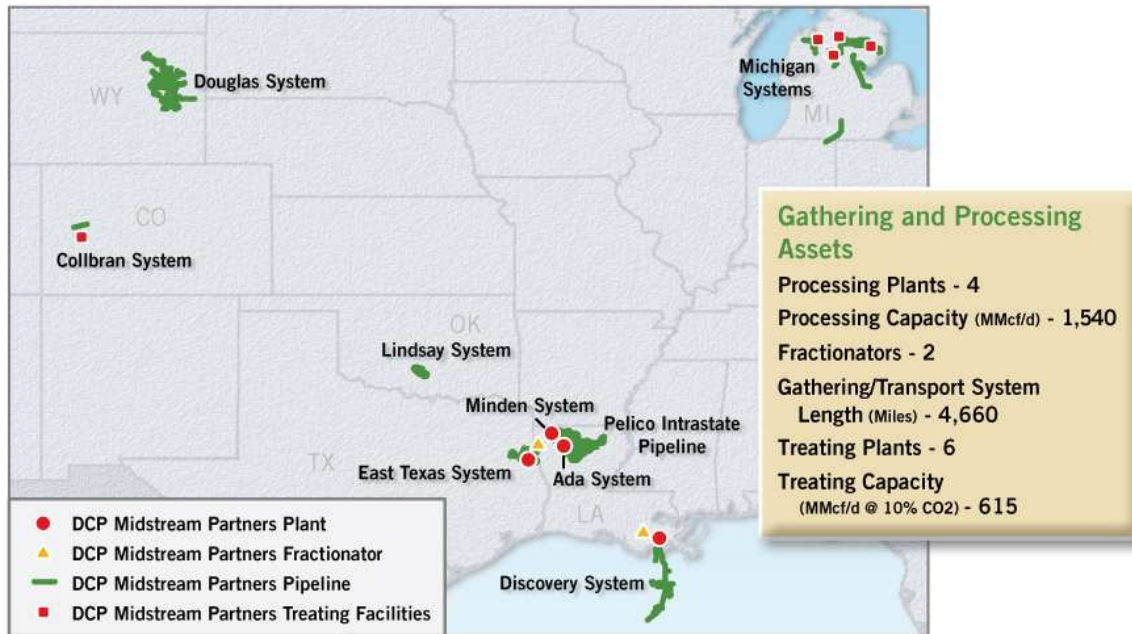 WY
Douglas System
Michigan
Systems
MI
CO
Collbran System
OK
Lindsay System
Minden System
Pelico Intrastate
Pipeline
TX
East Texas System
Ada System
LA
Discovery System
DCP Midstream Partners Plant
DCP Midstream Partners Fractionator
DCP Midstream Partners Pipeline
DCP Midstream Partners Treating Facilities
Gathering and Processing
Assets
Processing Plants - 4
Processing Capacity (MMcf/d) - 1,540
Fractionators - 2
Gathering/Transport System
Length (Miles) - 4,660
Treating Plants - 6
Treating Capacity
(MMcf/d @ 10% CO2) - 615